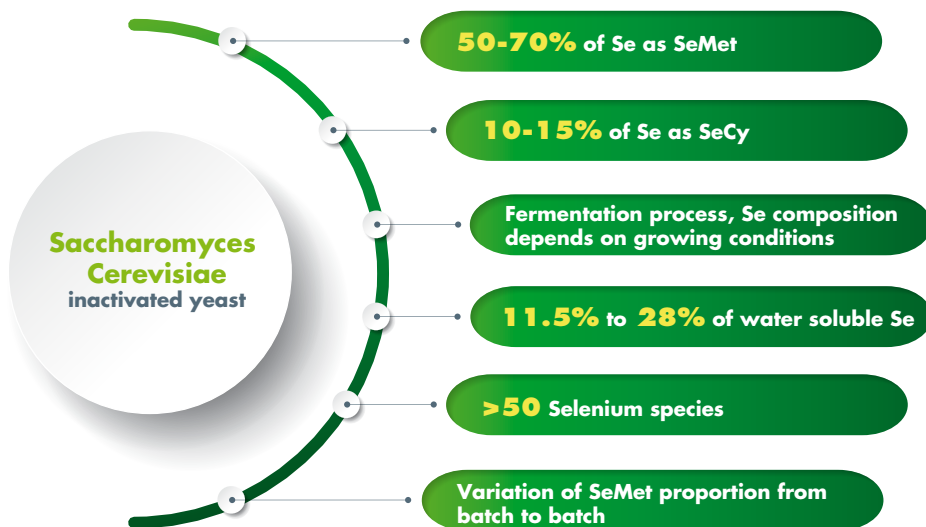 50-70% of Se as SeMet
10-15% of Se as SeCy
Saccharomyces
Cerevisiae
inactivated yeast
Fermentation process, Se composition
depends on growing conditions
11.5% to 28% of water soluble Se
>50 Selenium species
Variation of SeMet proportion from
batch to batch